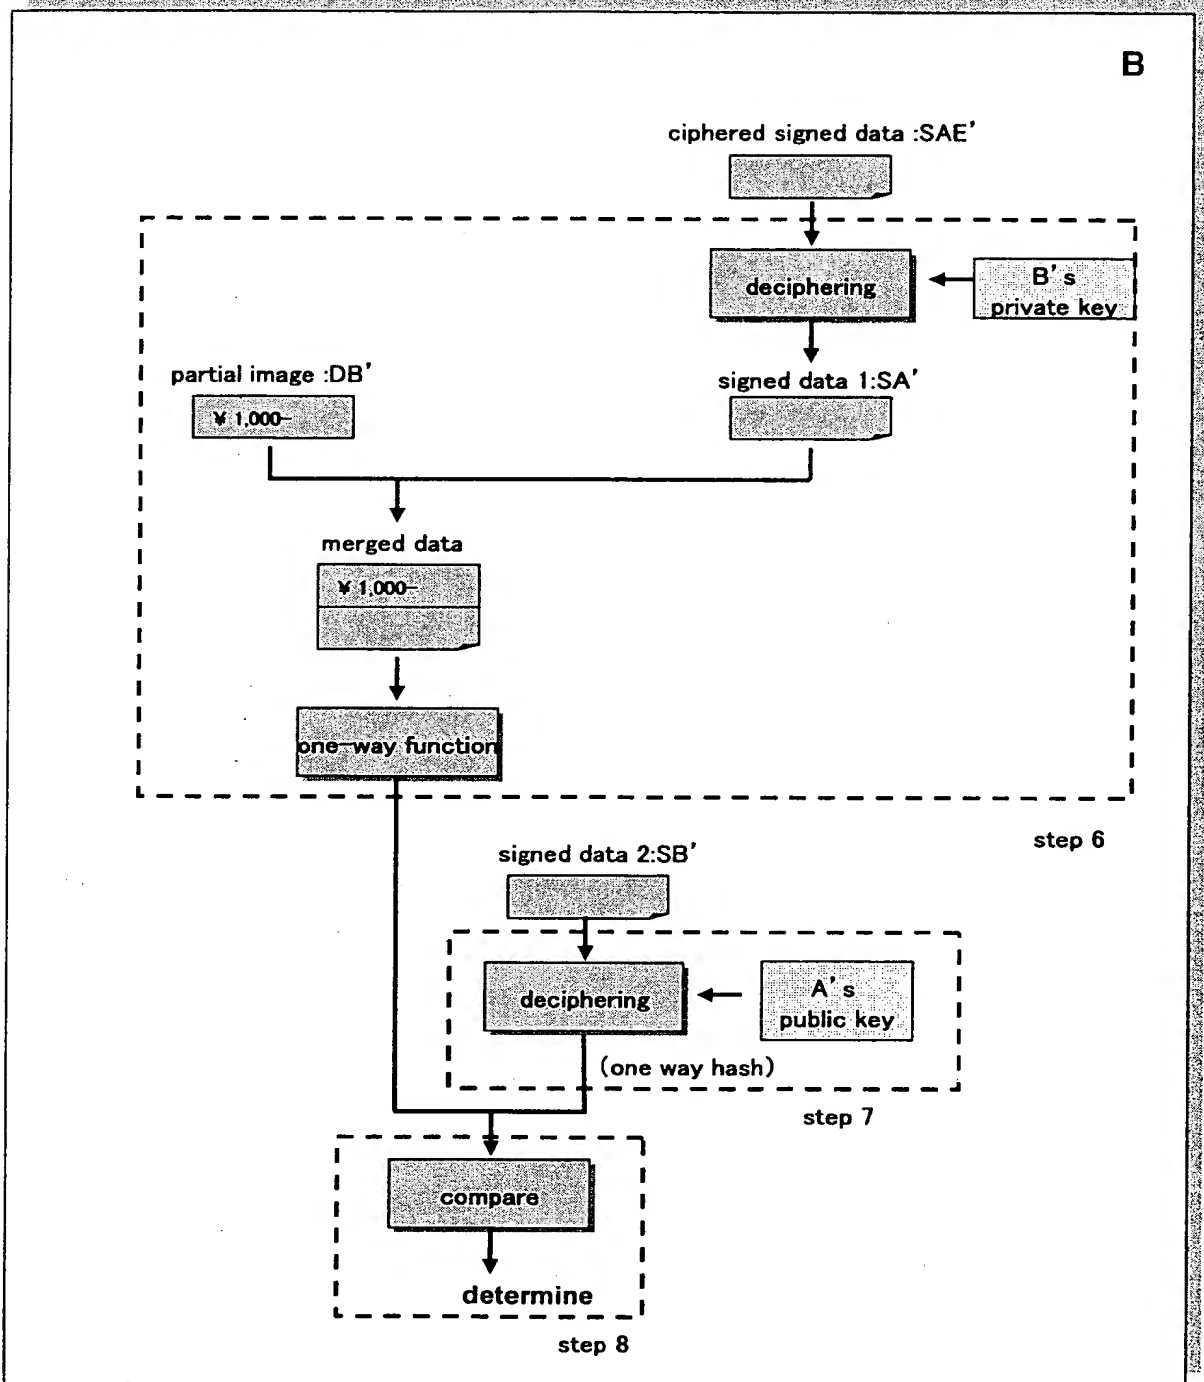 B
ciphered signed data :SAE'
deciphering
B's
private key
partial image :DB'
signed data 1:SA'
¥ 1,000-
merged data
¥ 1,000-
one-way function
step 6
signed data 2:SB'
deciphering
A's
public key
(one way hash)
step 7
compare
determine
step 8